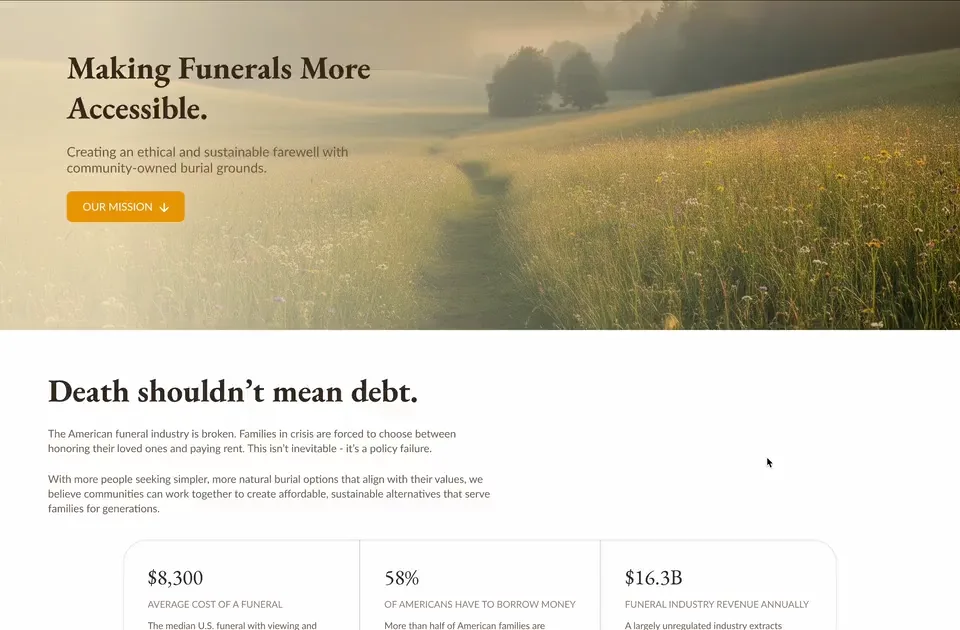 Making Funerals More
Accessible.
Creating an ethical and sustainable farewell with
community-owned burial grounds.
OUR MISSION
Death shouldn’t mean debt.
The American funeral industry is broken. Families in crisis are forced to choose between
honoring their loved ones and paying rent. This isn’t inevitable - it’s a policy failure.
With more people seeking simpler, more natural burial options that align with their values, we
believe communities can work together to create affordable, sustainable alternatives that serve
families for generations.
$8,300
AVERAGE COST OF A FUNERAL
The median U.S. funeral with viewing and
58%
OF AMERICANS HAVE TO BORROW MONEY
More than half of American families are
$16.3B
FUNERAL INDUSTRY REVENUE ANNUALLY
A largely unregulated industry extracts